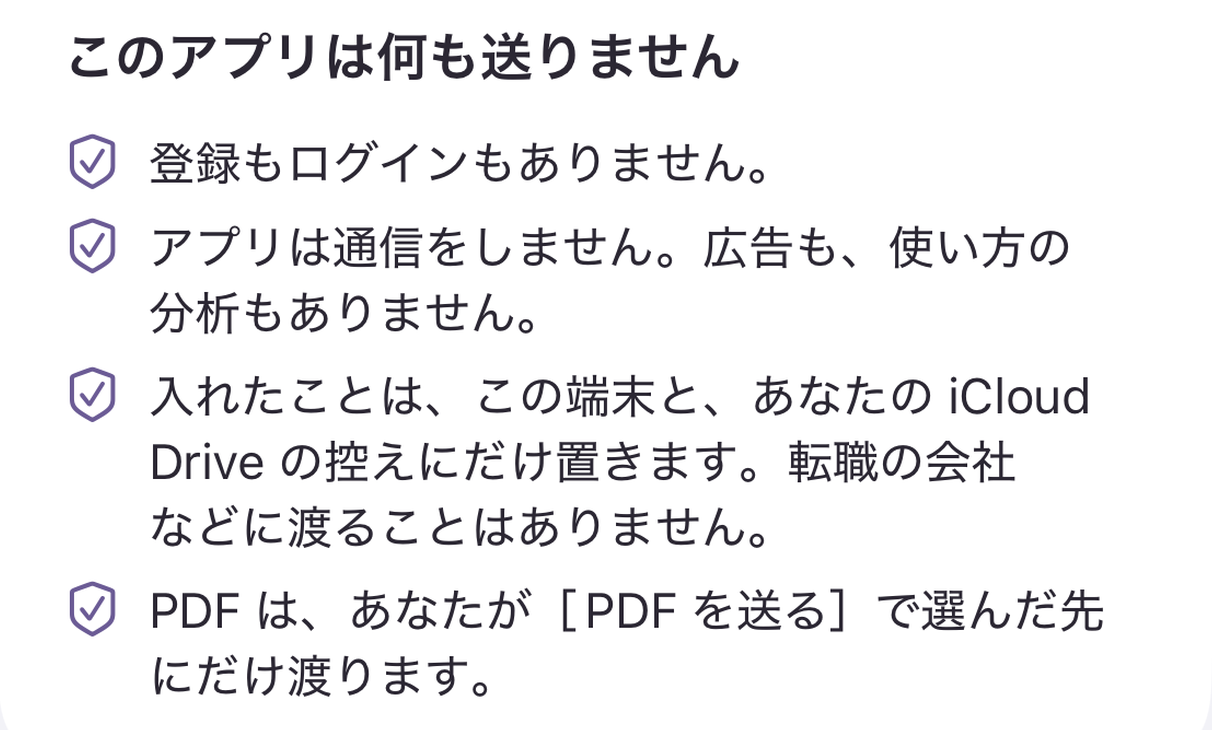 このアプリは何も送りません
登録もログインもありません。
アプリは通信をしません。広告も、使い方の
分析もありません。
入れたことは、この端末と、あなたの iCloud
Drive の控えにだけ置きます。転職の会社
などに渡ることはありません。
PDF は、あなたが［PDF を送る］で選んだ先
にだけ渡ります。